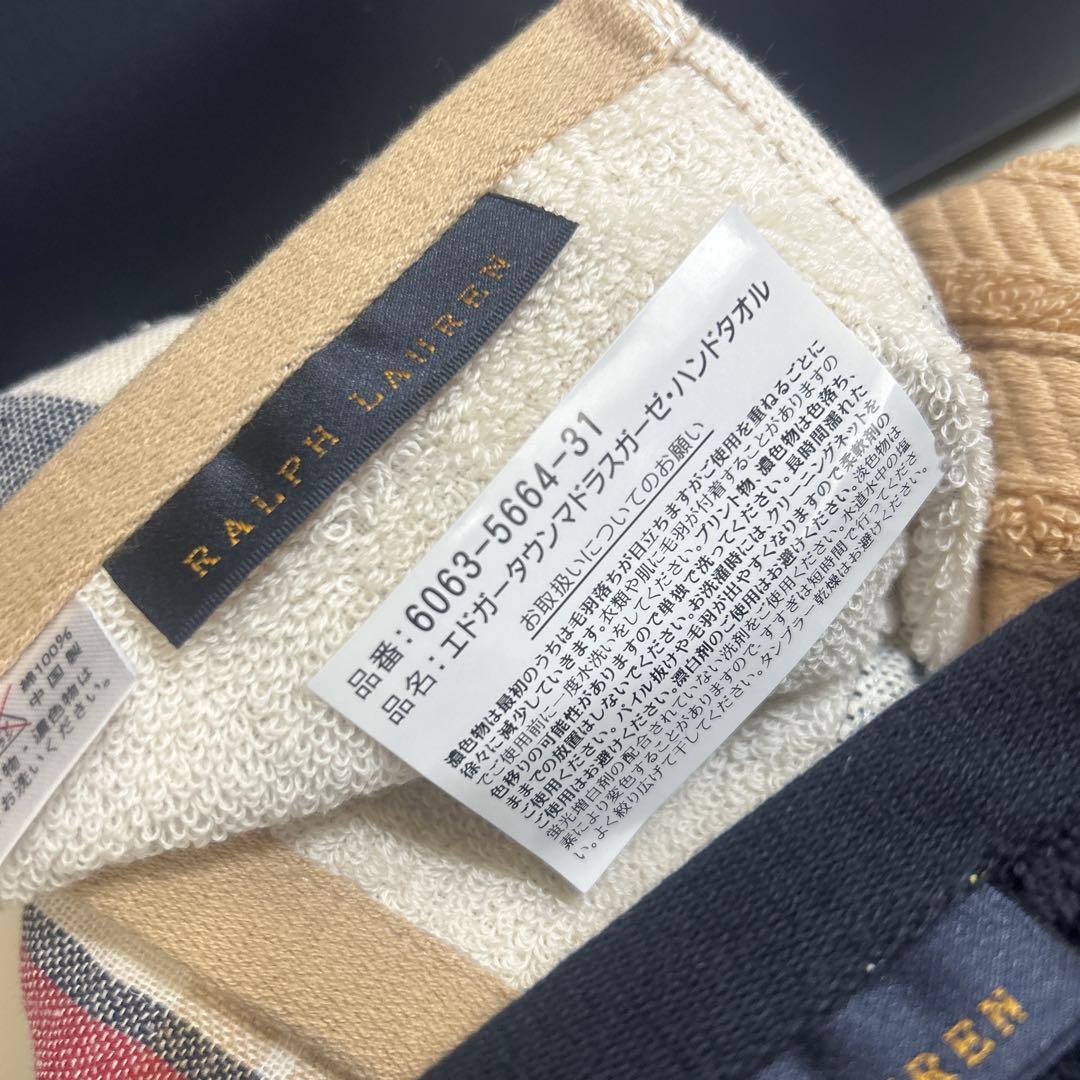 RALPH LAUREN
品番：6063-5664-31
品名：エドガータウンマドラスガーゼ・ハンドタオル
お取扱いについてのお願い
濃色物は最初のうちは毛羽落ちが目立ちますがご使用を重ねるごとに
徐々に減少していきます。衣類や肌に毛羽が付着することがありますの
でご使用前に一度水洗いをしてください。プリント物 濃色物は色落ち、
色移りの可能性がありますので単独で洗ってください。長時間濡れた
ままでの放置はしないでください。お洗濯時には、クリーニングネットを
ご使用ください。パイル抜けや毛羽が出やすくなりますので柔軟剤の
ご使用はお避けください。漂白剤のご使用はお避けください。淡色物は
蛍光増白剤の配合されていない洗剤をご使用ください。水道水中の塩
素により変色することがありますので、すすぎは短時間で行ってくださ
い。よく絞り広げて干してください。タンブラー乾燥はお避けください。
綿100%
中国製
物・濃色物は
お洗いください。
REN